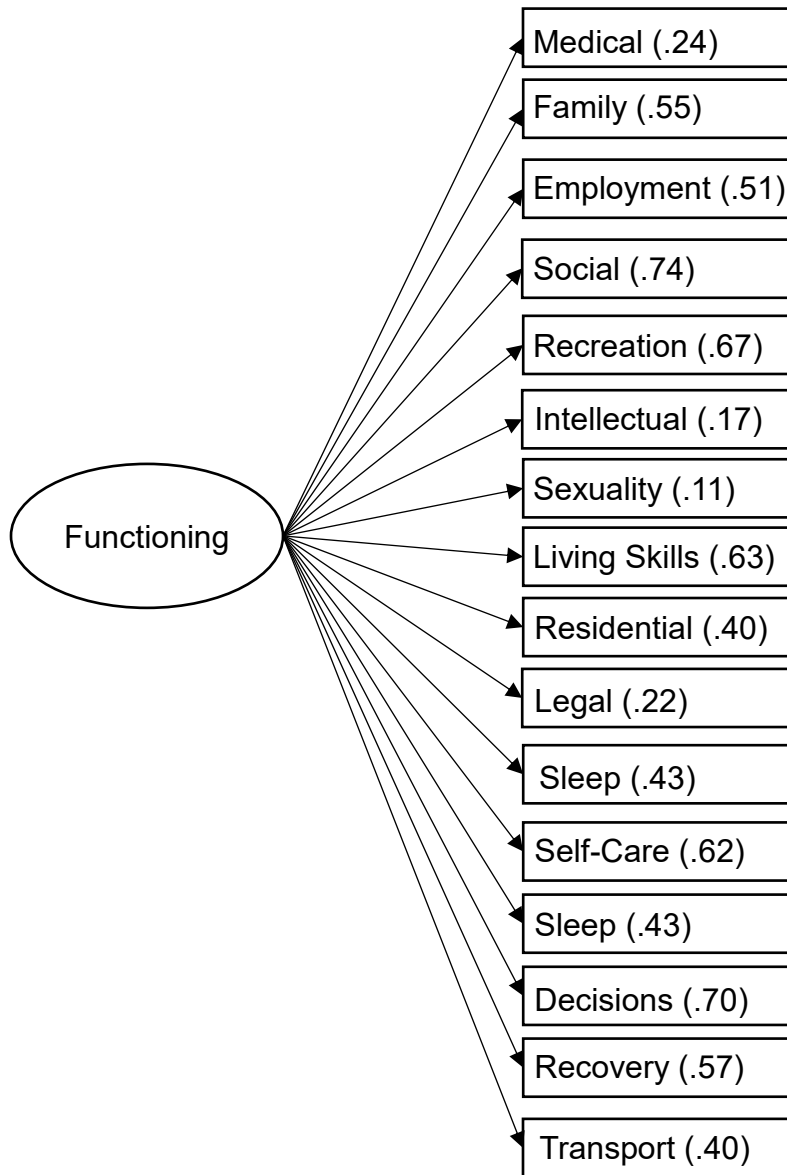 Medical (.24)
Family (.55)
Employment (.51)
Social (.74)
Recreation (.67)
Intellectual (.17)
Sexuality (.11)
Functioning
Living Skills (.63)
Residential (.40)
Legal (.22)
Sleep (.43)
Self-Care (.62)
Sleep (.43)
Decisions (.70)
Recovery (.57)
Transport (.40)